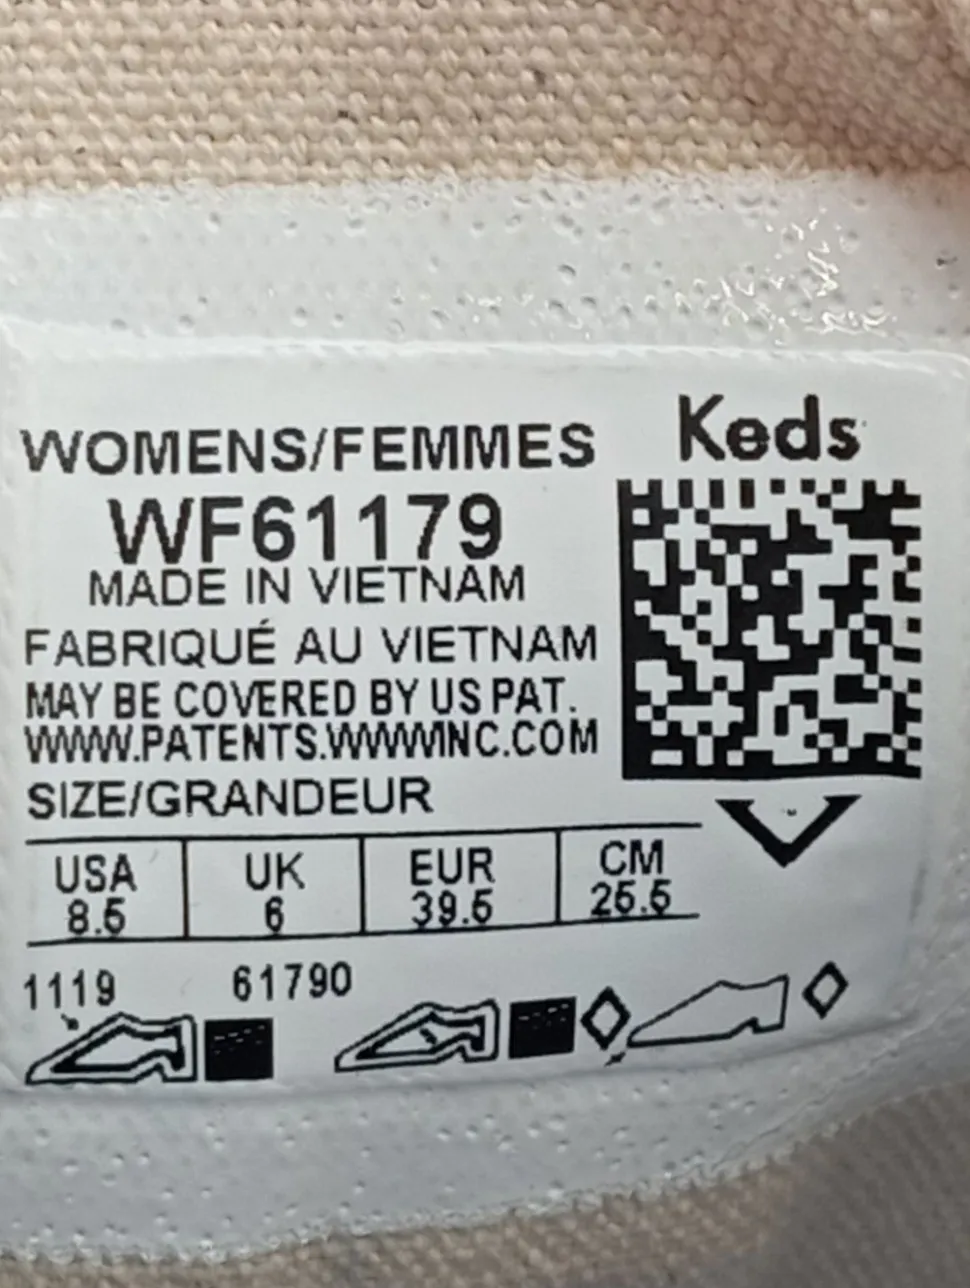 Keds
WOMENS/FEMMES
WF61179
MADE IN VIETNAM
FABRIQUÉ AU VIETNAM
MAY BE COVERED BY US PAT.
WWW.PATENTS.WWWINC.COM
SIZE/GRANDEUR
USA UK EUR CM
8.5 6 39.5 25.5
1119 61790